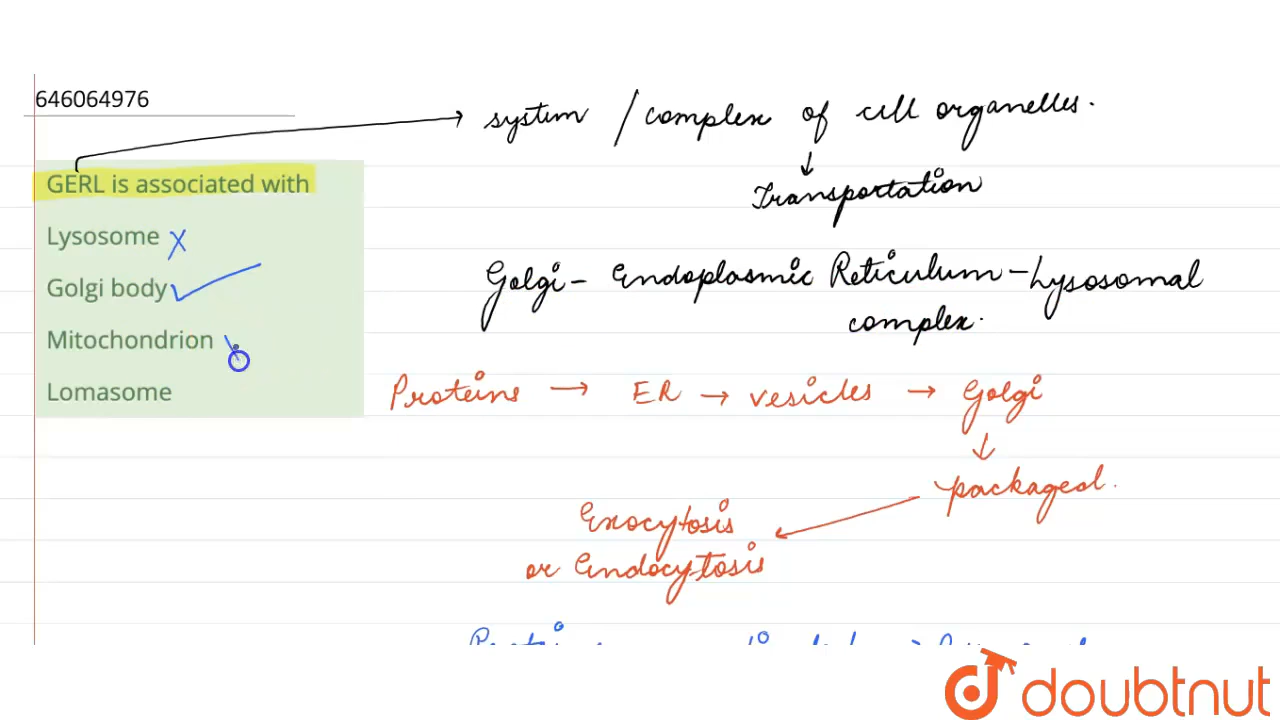 646064976
system / complex of cell organelles.
GERL is associated with
Transportation
Lysosome
Golgi - Endoplasmic Reticulum - Lysosomal
Golgi body
complex.
Mitochondrion
Proteins → ER → vesicles → Golgi
Lomasome
packaged.
Exocytosis
or Endocytosis
doubtnut